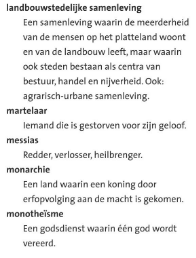 landbouwstedelijke samenleving
Een samenleving waarin de meerderheid
van de mensen op het platteland woont
en van de landbouw leeft, maar waarin
ook steden bestaan als centra van
bestuur, handel en nijverheid. Ook:
agrarisch-urbane samenleving.
martelaar
Iemand die is gestorven voor zijn geloof.
messias
Redder, verlosser, heilbrenger.
monarchie
Een land waarin een koning door
erfopvolging aan de macht is gekomen.
monotheïsme
Een godsdienst waarin één god wordt
vereerd.